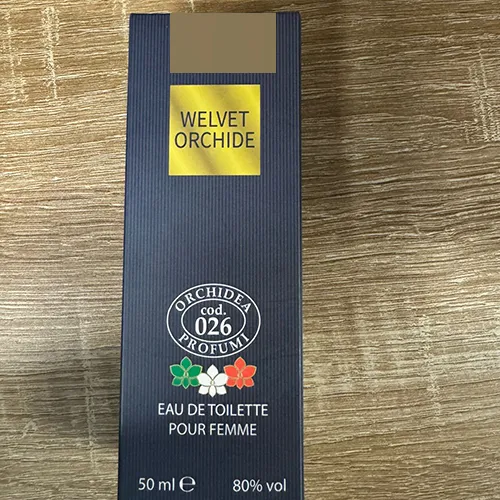 WELVET
ORCHIDE
ORCHIDEA
cod.
026
PROFUMI
EAU DE TOILETTE
POUR FEMME
50 ml ℮ 80% vol